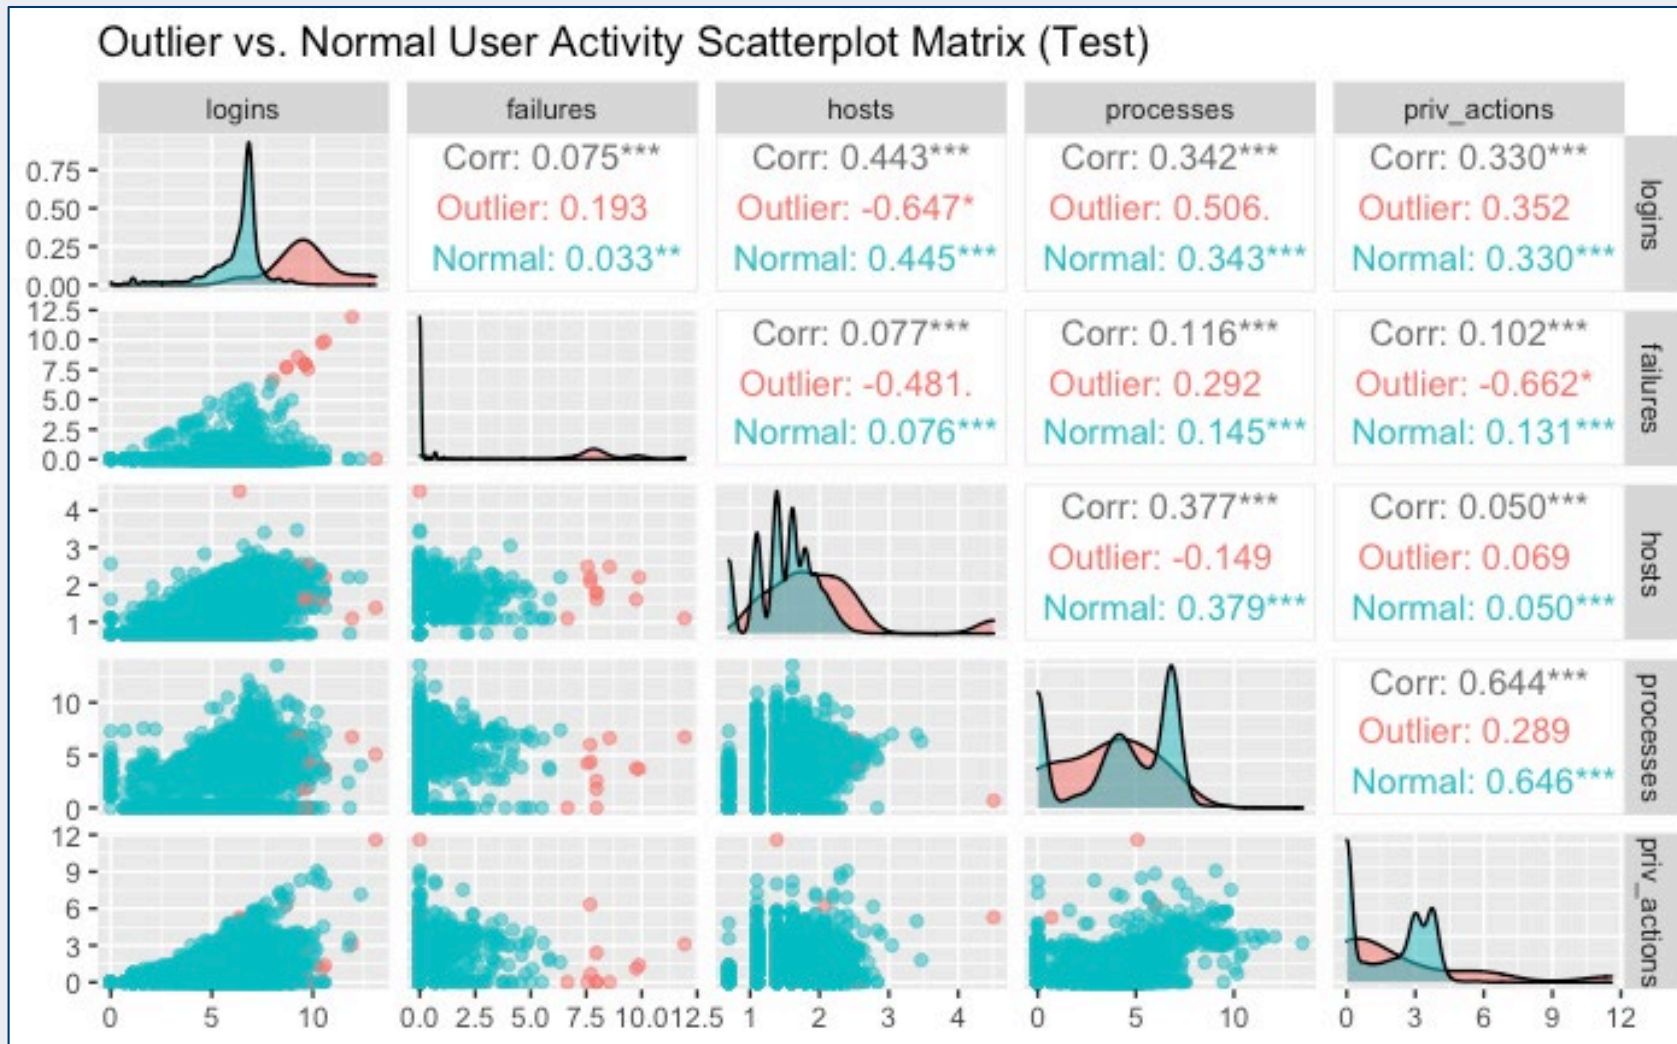 Outlier vs. Normal User Activity Scatterplot Matrix (Test)
logins failures hosts processes priv_actions
0.75
0.50
0.25
0.00
Corr: 0.075***
Outlier: 0.193
Normal: 0.033**
Corr: 0.443***
Outlier: -0.647*
Normal: 0.445***
Corr: 0.342***
Outlier: 0.506.
Normal: 0.343***
Corr: 0.330***
Outlier: 0.352
Normal: 0.330***
logins
12.5
10.0
7.5
5.0
2.5
0.0
Corr: 0.077***
Outlier: -0.481.
Normal: 0.076***
Corr: 0.116***
Outlier: 0.292
Normal: 0.145***
Corr: 0.102***
Outlier: -0.662*
Normal: 0.131***
failures
4
3
2
1
Corr: 0.377***
Outlier: -0.149
Normal: 0.379***
Corr: 0.050***
Outlier: 0.069
Normal: 0.050***
hosts
10
5
0
Corr: 0.644***
Outlier: 0.289
Normal: 0.646***
processes
12
9
6
3
0
priv_actions
0 5 10
0.0 2.5 5.0 7.5 10.0 12.5
1 2 3 4
0 5 10
0 3 6 9 12